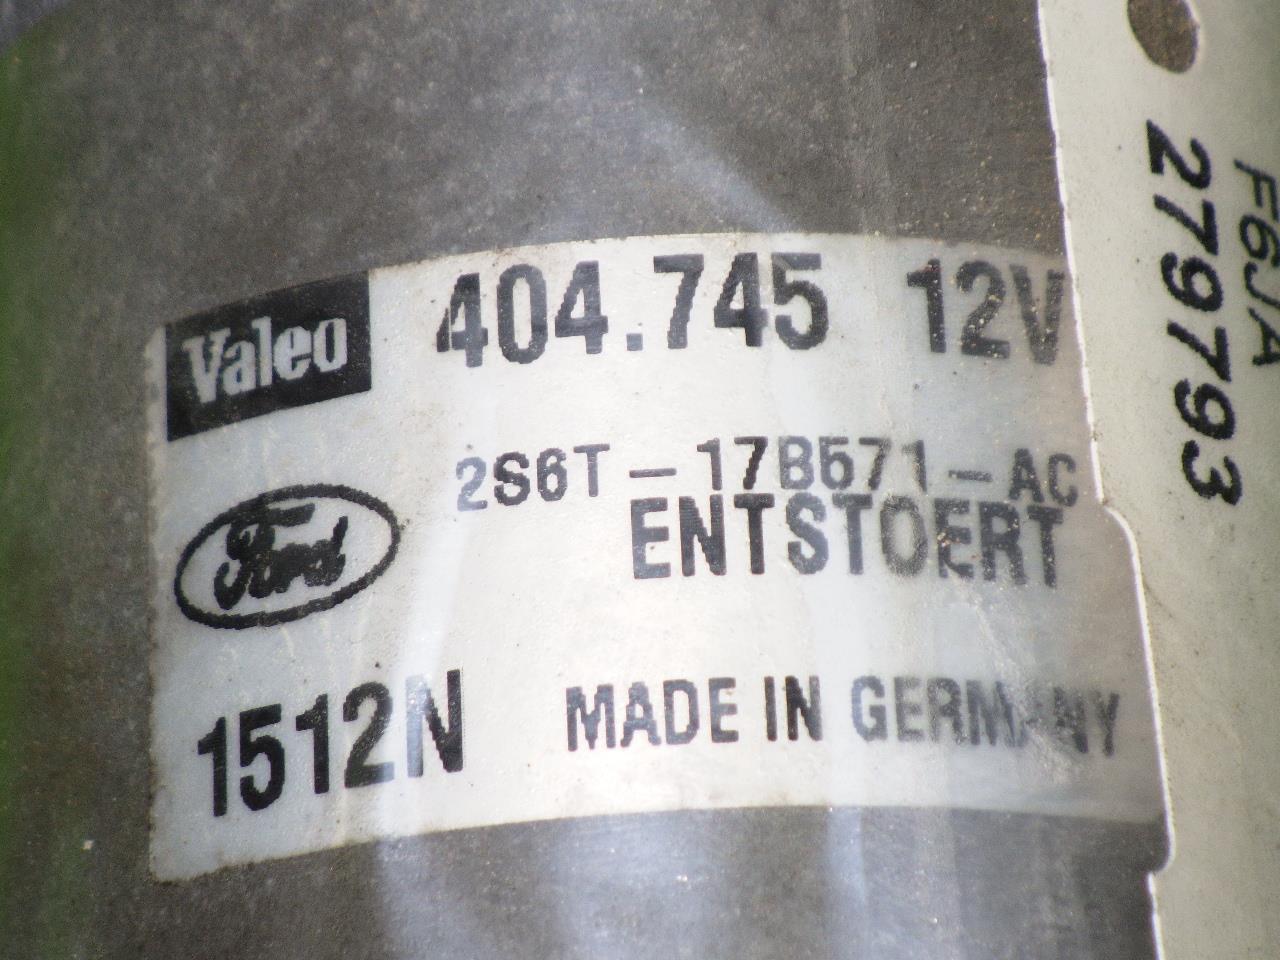 Valeo 404.745 12V
2S6T-17B571-AC
Ford ENTSTOERT
1512N MADE IN GERMANY
F6JA
279793